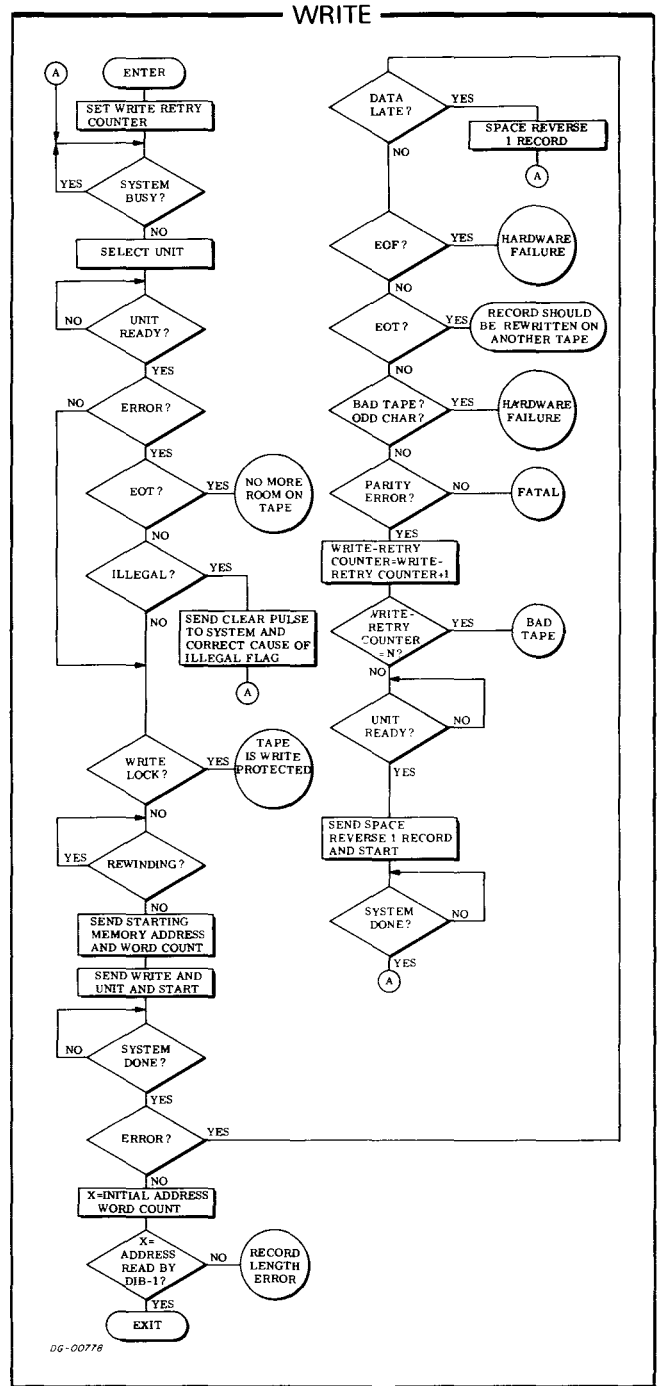 WRITE
A
ENTER
SET WRITE RETRY
COUNTER
YES
SYSTEM
BUSY?
NO
SELECT UNIT
NO
UNIT
READY?
YES
NO
ERROR?
YES
EOT?
YES
NO MORE
ROOM ON
TAPE
NO
ILLEGAL?
YES
NO
SEND CLEAR PULSE
TO SYSTEM AND
CORRECT CAUSE OF
ILLEGAL FLAG
A
WRITE
LOCK?
YES
TAPE
IS WRITE
PROTECTED
NO
YES
REWINDING?
NO
SEND STARTING
MEMORY ADDRESS
AND WORD COUNT
SEND WRITE AND
UNIT AND START
NO
SYSTEM
DONE?
YES
ERROR?
YES
NO
X=INITIAL ADDRESS
WORD COUNT
X=
ADDRESS
READ BY
DIB-1?
NO
RECORD
LENGTH
ERROR
YES
EXIT
DATA
LATE?
YES
SPACE REVERSE
1 RECORD
A
NO
EOF?
YES
HARDWARE
FAILURE
NO
EOT?
YES
RECORD SHOULD
BE REWRITTEN ON
ANOTHER TAPE
NO
BAD TAPE?
ODD CHAR?
YES
HARDWARE
FAILURE
NO
PARITY
ERROR?
NO
FATAL
YES
WRITE-RETRY
COUNTER=WRITE-
RETRY COUNTER+1
WRITE-
RETRY
COUNTER
=N?
YES
BAD
TAPE
NO
UNIT
READY?
NO
YES
SEND SPACE
REVERSE 1 RECORD
AND START
SYSTEM
DONE?
NO
YES
A
DG-00778